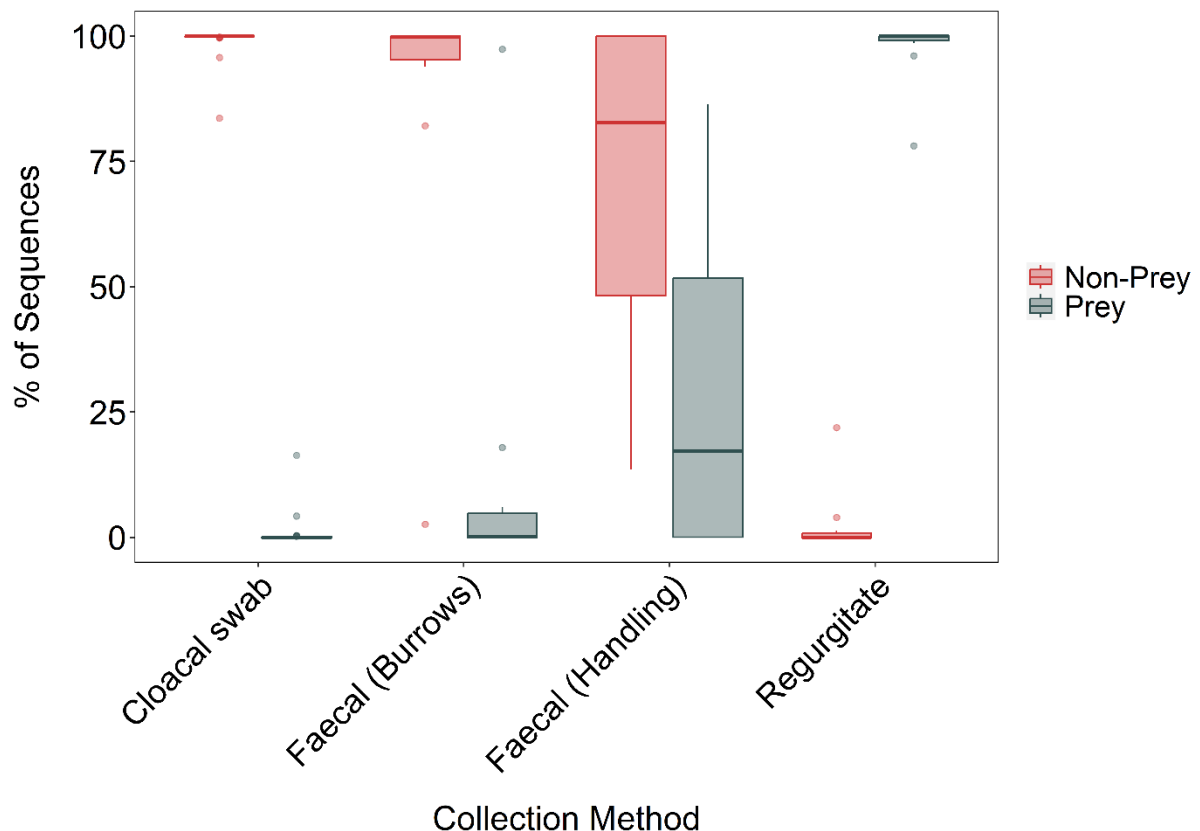 100
75
50
25
0
% of Sequences
Cloacal swab
Faecal (Burrows)
Faecal (Handling)
Regurgitate
Collection Method
Non-Prey
Prey